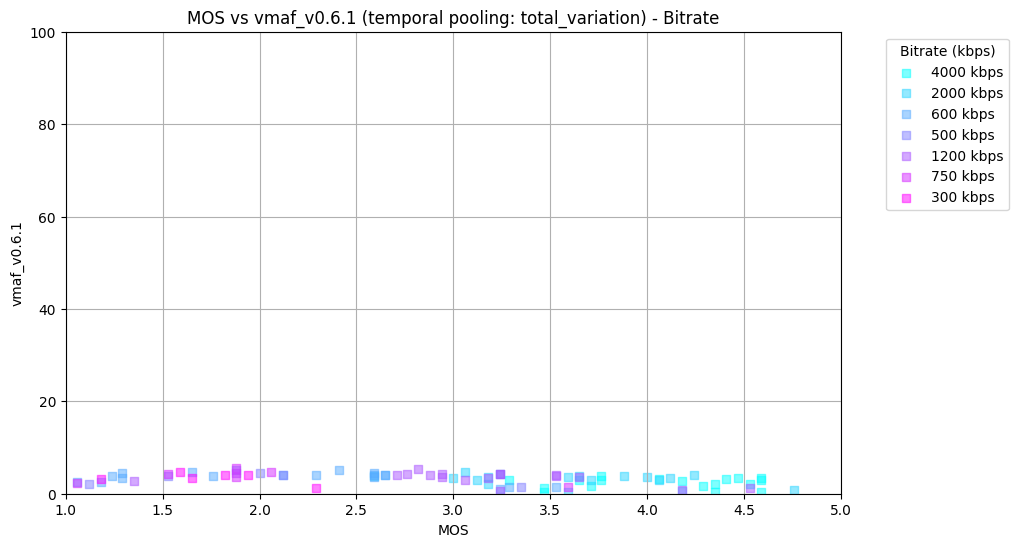 MOS vs vmaf_v0.6.1 (temporal pooling: total_variation) - Bitrate
100
80
60
40
20
0
vmaf_v0.6.1
1.0 1.5 2.0 2.5 3.0 3.5 4.0 4.5 5.0
MOS
Bitrate (kbps)
4000 kbps
2000 kbps
600 kbps
500 kbps
1200 kbps
750 kbps
300 kbps